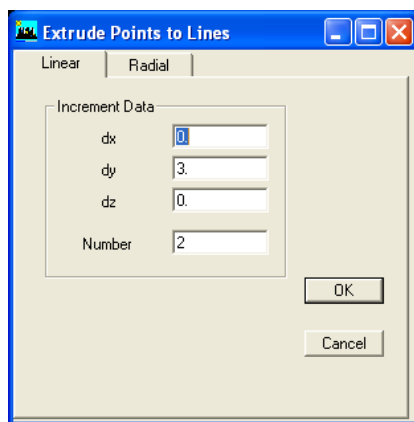 Extrude Points to Lines
Linear Radial
Increment Data
dx 0.
dy 3.
dz 0.
Number 2
OK
Cancel